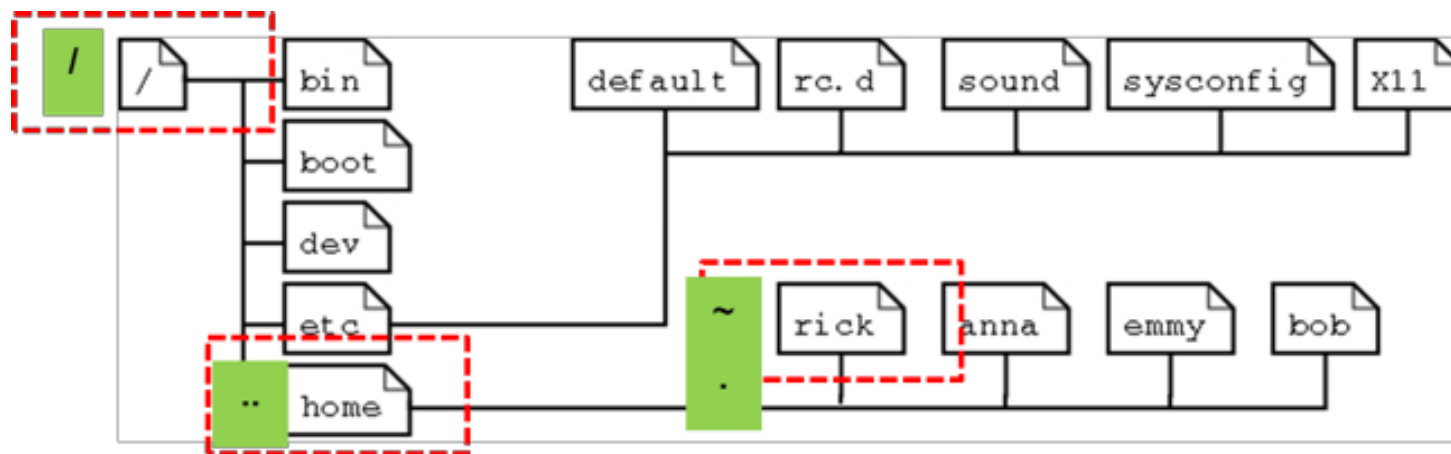 / / bin default rc.d sound sysconfig X11
boot
dev
etc ~ rick anna emmy bob
.
.. home